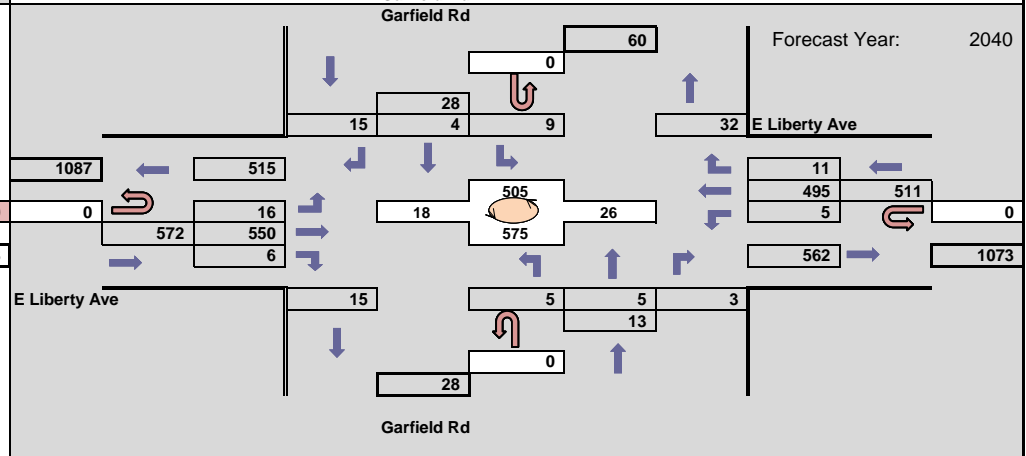 Garfield Rd
60
Forecast Year: 2040
0
28
15 4 9 32 E Liberty Ave
1087 515 11
505
495 511
0 16 18 26 5 0
572 550 575
6 562 1073
E Liberty Ave 15 5 5 3
13
0
28
Garfield Rd